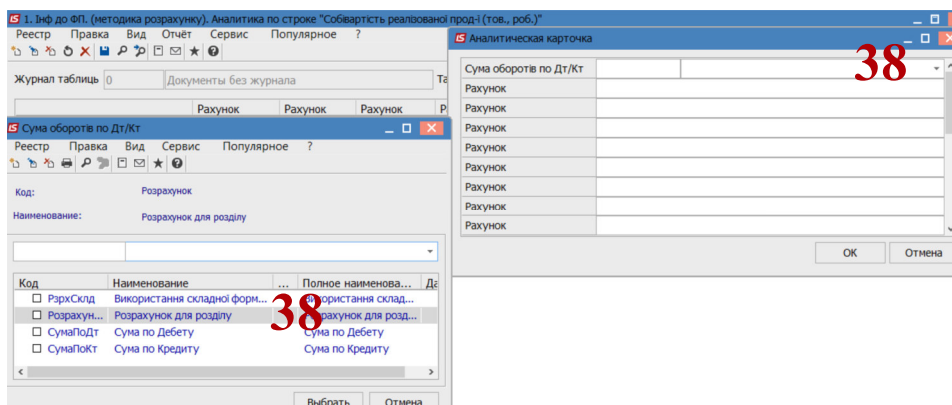 1. Інф до ФП. (методика розрахунку). Аналитика по строке "Собівартість реалізованої прод-ї (тов., роб.)"
Реестр Правка Вид Отчёт Сервис Популярное ?
Журнал таблиць 0 Документы без журнала Та
Рахунок Рахунок Рахунок Р
Сума оборотів по Дт/Кт
Реестр Правка Вид Сервис Популярное ?
Код: Розрахунок
Наименование: Розрахунок для розділу
Код Наименование ... Полное наименова... Да
РзрхСклд Використання складної форм... Використання склад...
Розрахун... Розрахунок для розділу Розрахунок для розд...
38
СумаПоДт Сума по Дебету Сума по Дебету
СумаПоКт Сума по Кредиту Сума по Кредиту
Выбрать Отмена
Аналитическая карточка
38
Сума оборотів по Дт/Кт
Рахунок
Рахунок
Рахунок
Рахунок
Рахунок
Рахунок
Рахунок
Рахунок
ОК Отмена